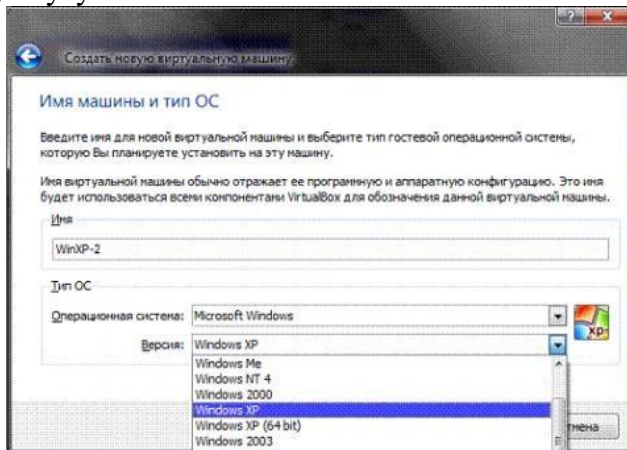 Создать новую виртуальную машину
Имя машины и тип ОС
Введите имя для новой виртуальной машины и выберите тип гостевой операционной системы,
которую Вы планируете установить на эту машину.
Имя виртуальной машины обычно отражает ее программную и аппаратную конфигурацию. Это имя
будет использоваться всеми компонентами VirtualBox для обозначения данной виртуальной машины.
Имя
WinXP-2
Тип ОС
Операционная система: Microsoft Windows
xp
Версия: Windows XP
Windows Me
Windows NT 4
Windows 2000
Windows XP
Windows XP (64 bit)
тмена
Windows 2003